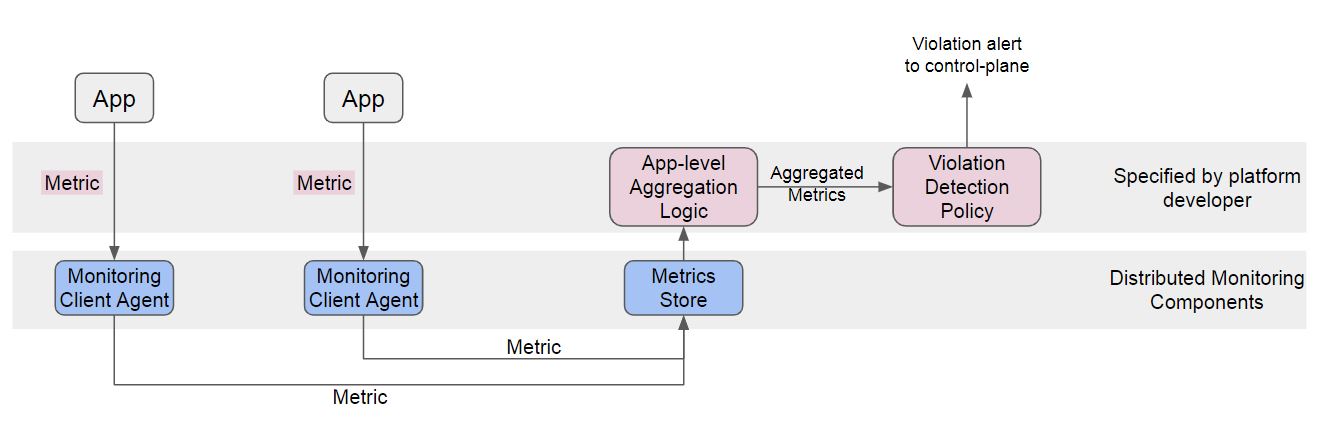 Violation alert
to control-plane
App
App
Metric
Metric
App-level
Aggregation
Logic
Aggregated
Metrics
Violation
Detection
Policy
Specified by platform
developer
Monitoring
Client Agent
Monitoring
Client Agent
Metrics
Store
Distributed Monitoring
Components
Metric
Metric